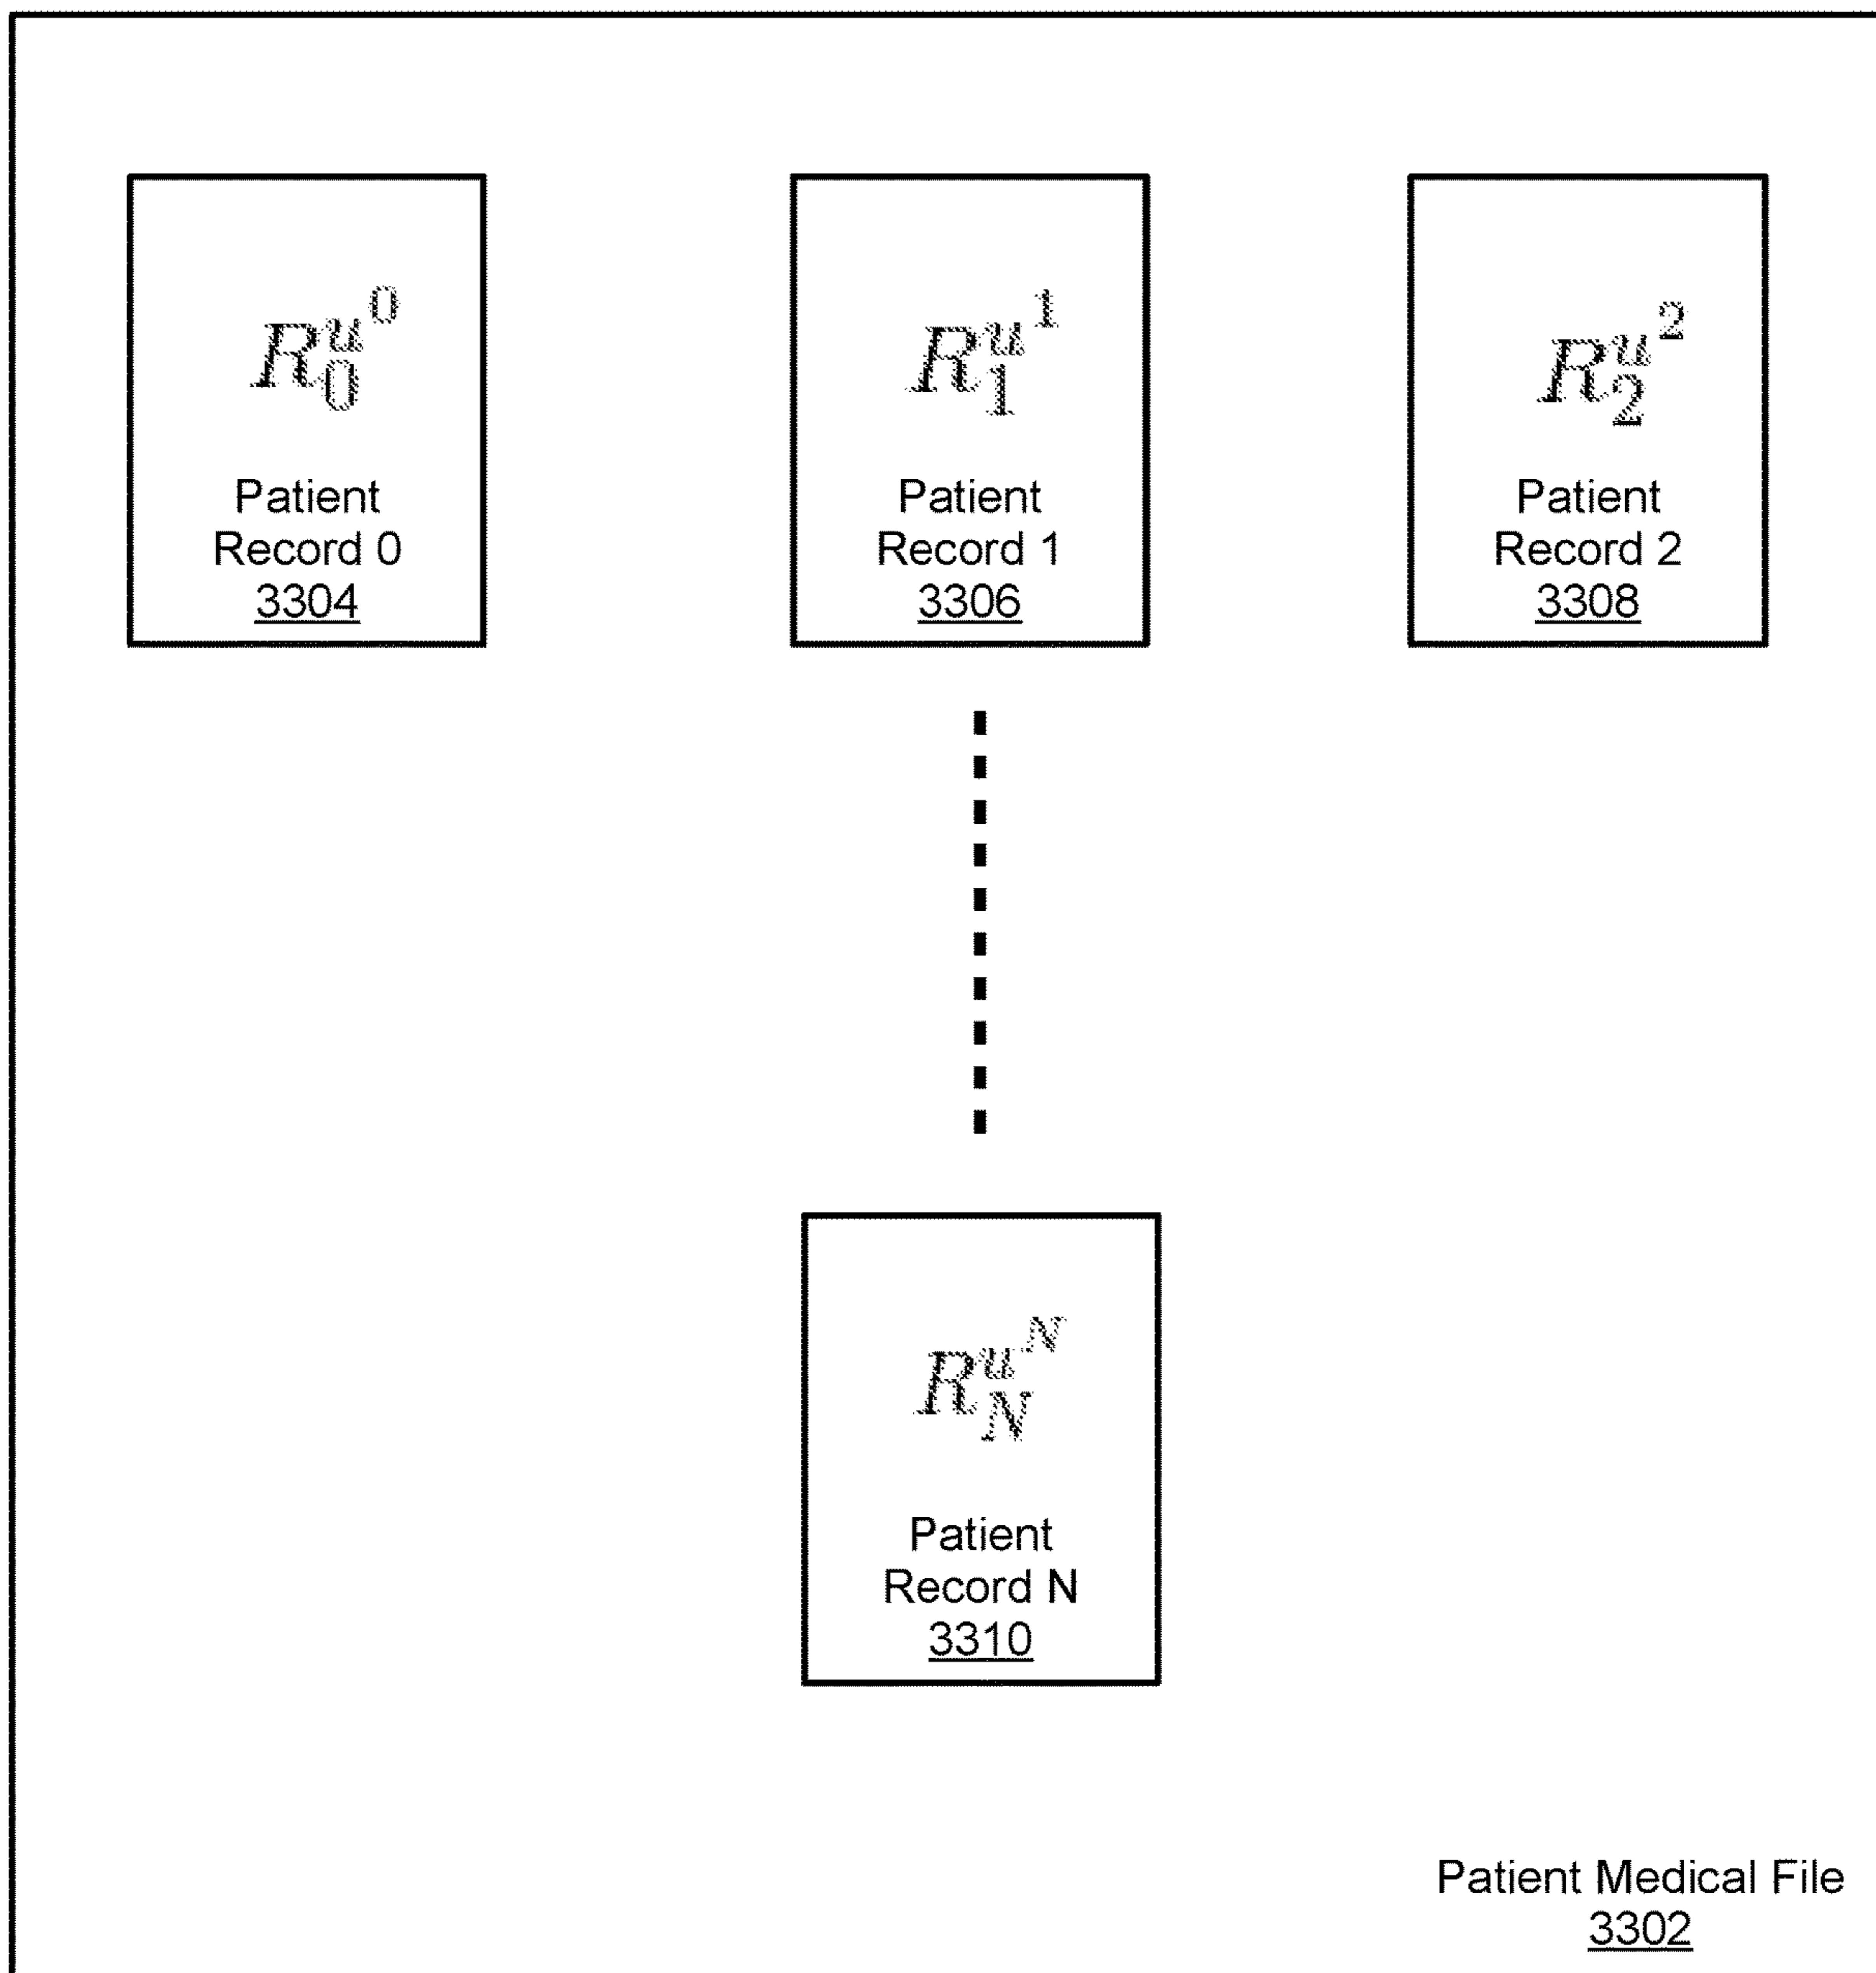 R_0^{u^0}
Patient
Record 0
3304
R_1^{u^1}
Patient
Record 1
3306
R_2^{u^2}
Patient
Record 2
3308
R_N^{u^N}
Patient
Record N
3310
Patient Medical File
3302